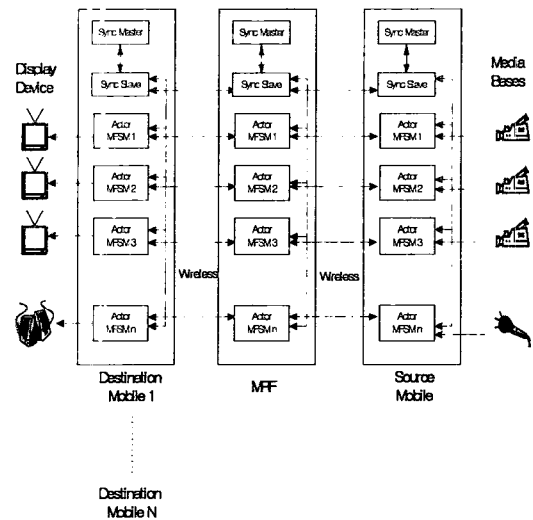 Sync Master
Sync Master
Sync Master
Display
Device
Sync Slave
Sync Slave
Sync Slave
Media
Bases
Actor
MFSM 1
Actor
MFSM 1
Actor
MFSM 1
Actor
MFSM 2
Actor
MFSM 2
Actor
MFSM 2
Actor
MFSM 3
Actor
MFSM 3
Actor
MFSM 3
Wireless
Wireless
Actor
MFSM n
Actor
MFSM n
Actor
MFSM n
Destination
Mobile 1
MPF
Source
Mobile
Destination
Mobile N